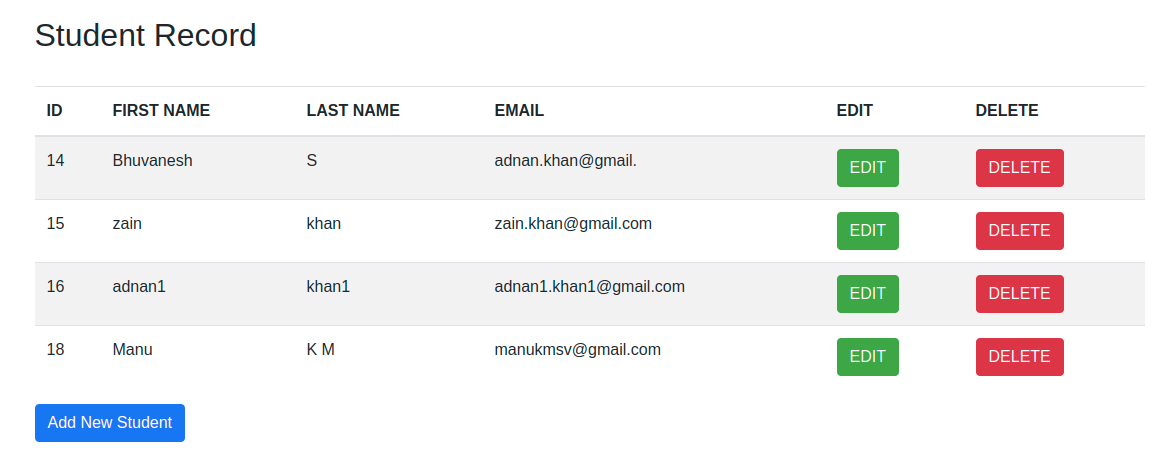 Student Record
ID FIRST NAME LAST NAME EMAIL EDIT DELETE
14 Bhuvanesh S adnan.khan@gmail. EDIT DELETE
15 zain khan zain.khan@gmail.com EDIT DELETE
16 adnan1 khan1 adnan1.khan1@gmail.com EDIT DELETE
18 Manu K M manukmsv@gmail.com EDIT DELETE
Add New Student